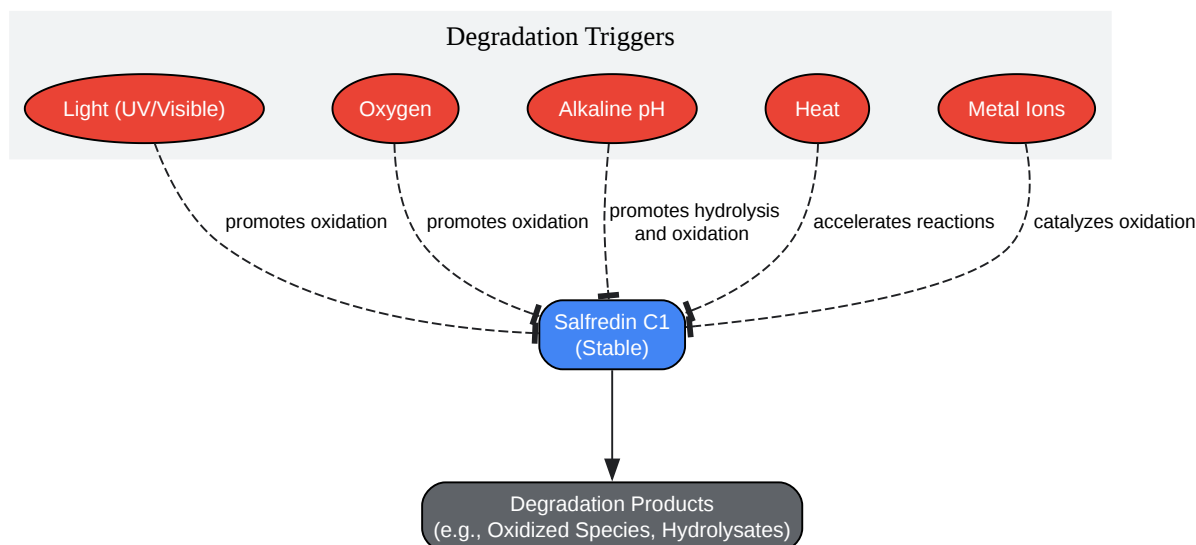 Degradation Triggers
Light (UV/Visible)
Oxygen
Alkaline pH
Heat
Metal Ions
promotes oxidation
promotes oxidation
promotes hydrolysis
and oxidation
accelerates reactions
catalyzes oxidation
Salfredin C1
(Stable)
Degradation Products
(e.g., Oxidized Species, Hydrolysates)